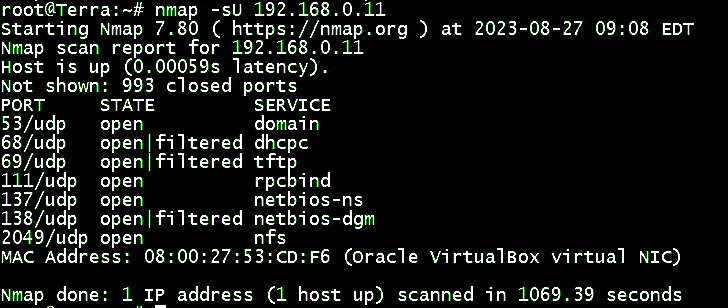 root@Terra:~# nmap -sU 192.168.0.11
Starting Nmap 7.80 ( https://nmap.org ) at 2023-08-27 09:08 EDT
Nmap scan report for 192.168.0.11
Host is up (0.00059s latency).
Not shown: 993 closed ports
PORT     STATE         SERVICE
53/udp   open          domain
68/udp   open|filtered dhcpc
69/udp   open|filtered tftp
111/udp  open          rpcbind
137/udp  open          netbios-ns
138/udp  open|filtered netbios-dgm
2049/udp open          nfs
MAC Address: 08:00:27:53:CD:F6 (Oracle VirtualBox virtual NIC)
Nmap done: 1 IP address (1 host up) scanned in 1069.39 seconds